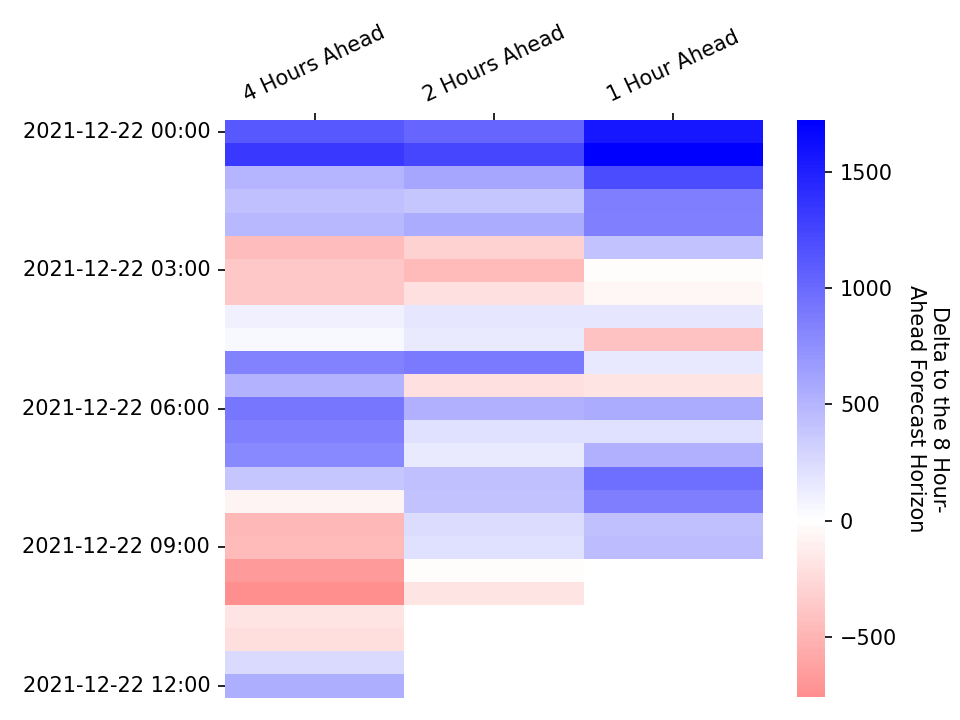 4 Hours Ahead
2 Hours Ahead
1 Hour Ahead
2021-12-22 00:00
2021-12-22 03:00
2021-12-22 06:00
2021-12-22 09:00
2021-12-22 12:00
1500
1000
500
0
−500
Delta to the 8 Hour-
Ahead Forecast Horizon